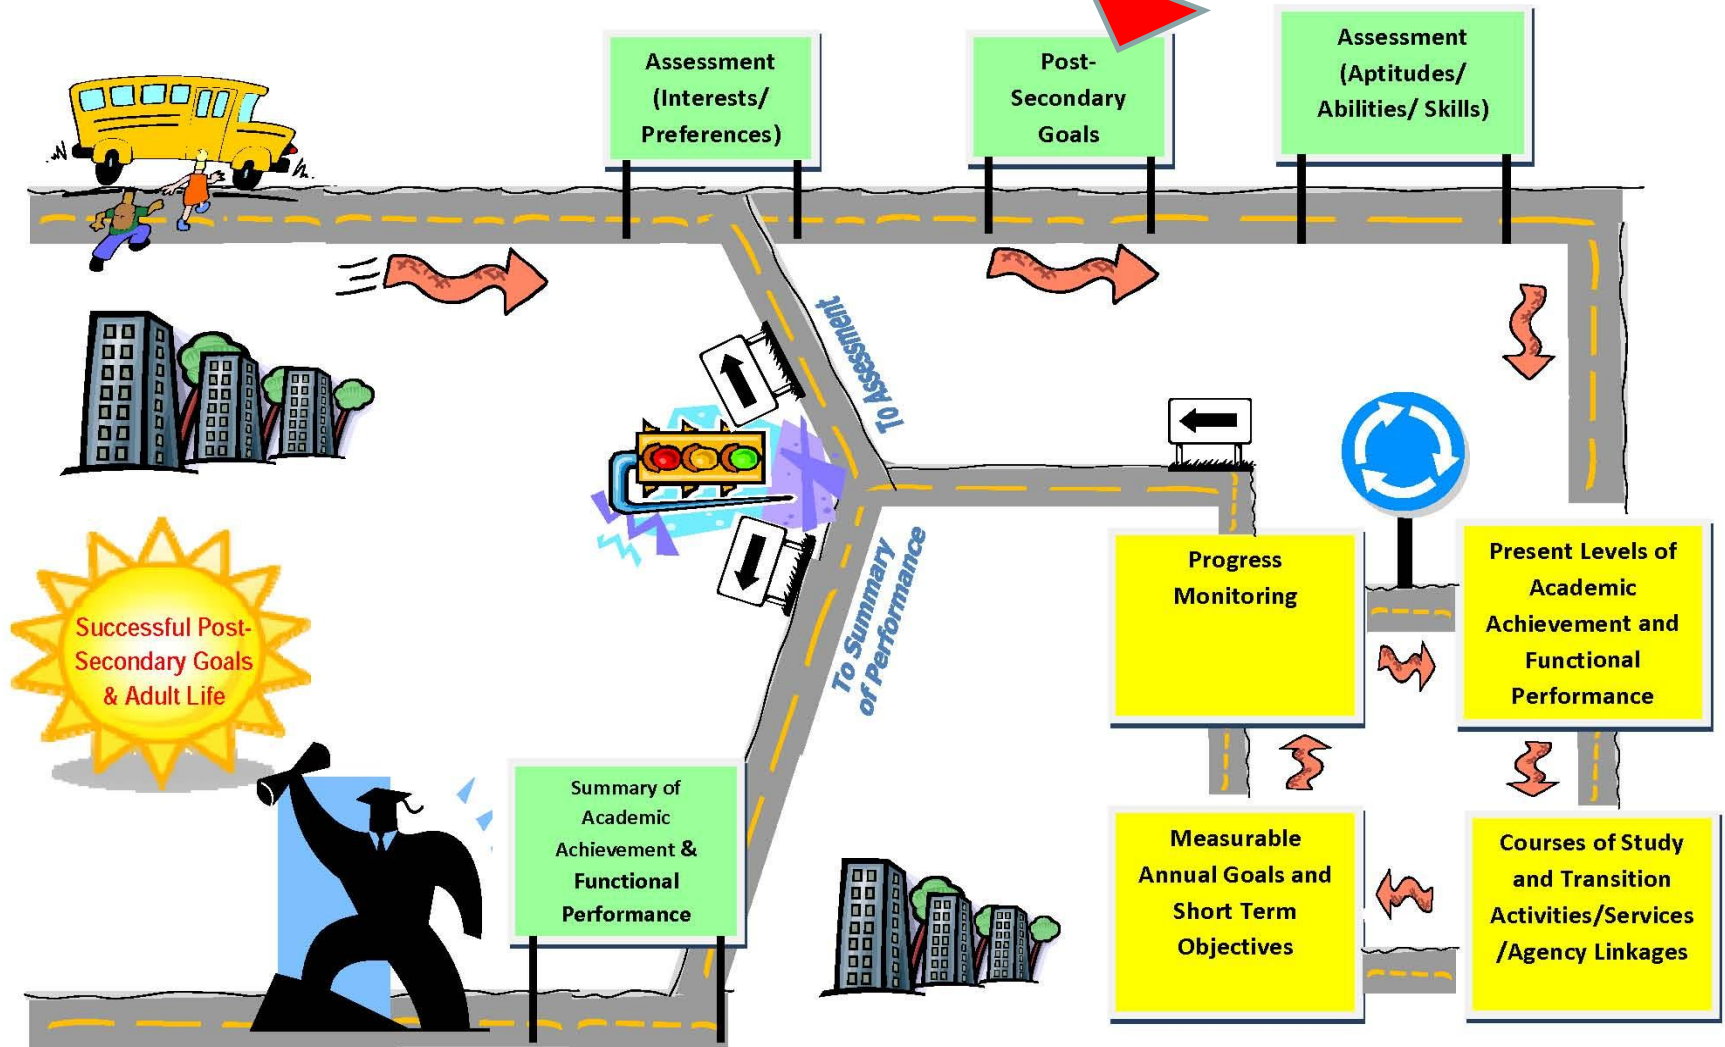 Assessment
(Interests/
Preferences)
Post-
Secondary
Goals
Assessment
(Aptitudes/
Abilities/ Skills)
To Assessment
To Summary
of Performance
Progress
Monitoring
Present Levels of
Academic
Achievement and
Functional
Performance
Successful Post-
Secondary Goals
& Adult Life
Summary of
Academic
Achievement &
Functional
Performance
Measurable
Annual Goals and
Short Term
Objectives
Courses of Study
and Transition
Activities/Services
/Agency Linkages